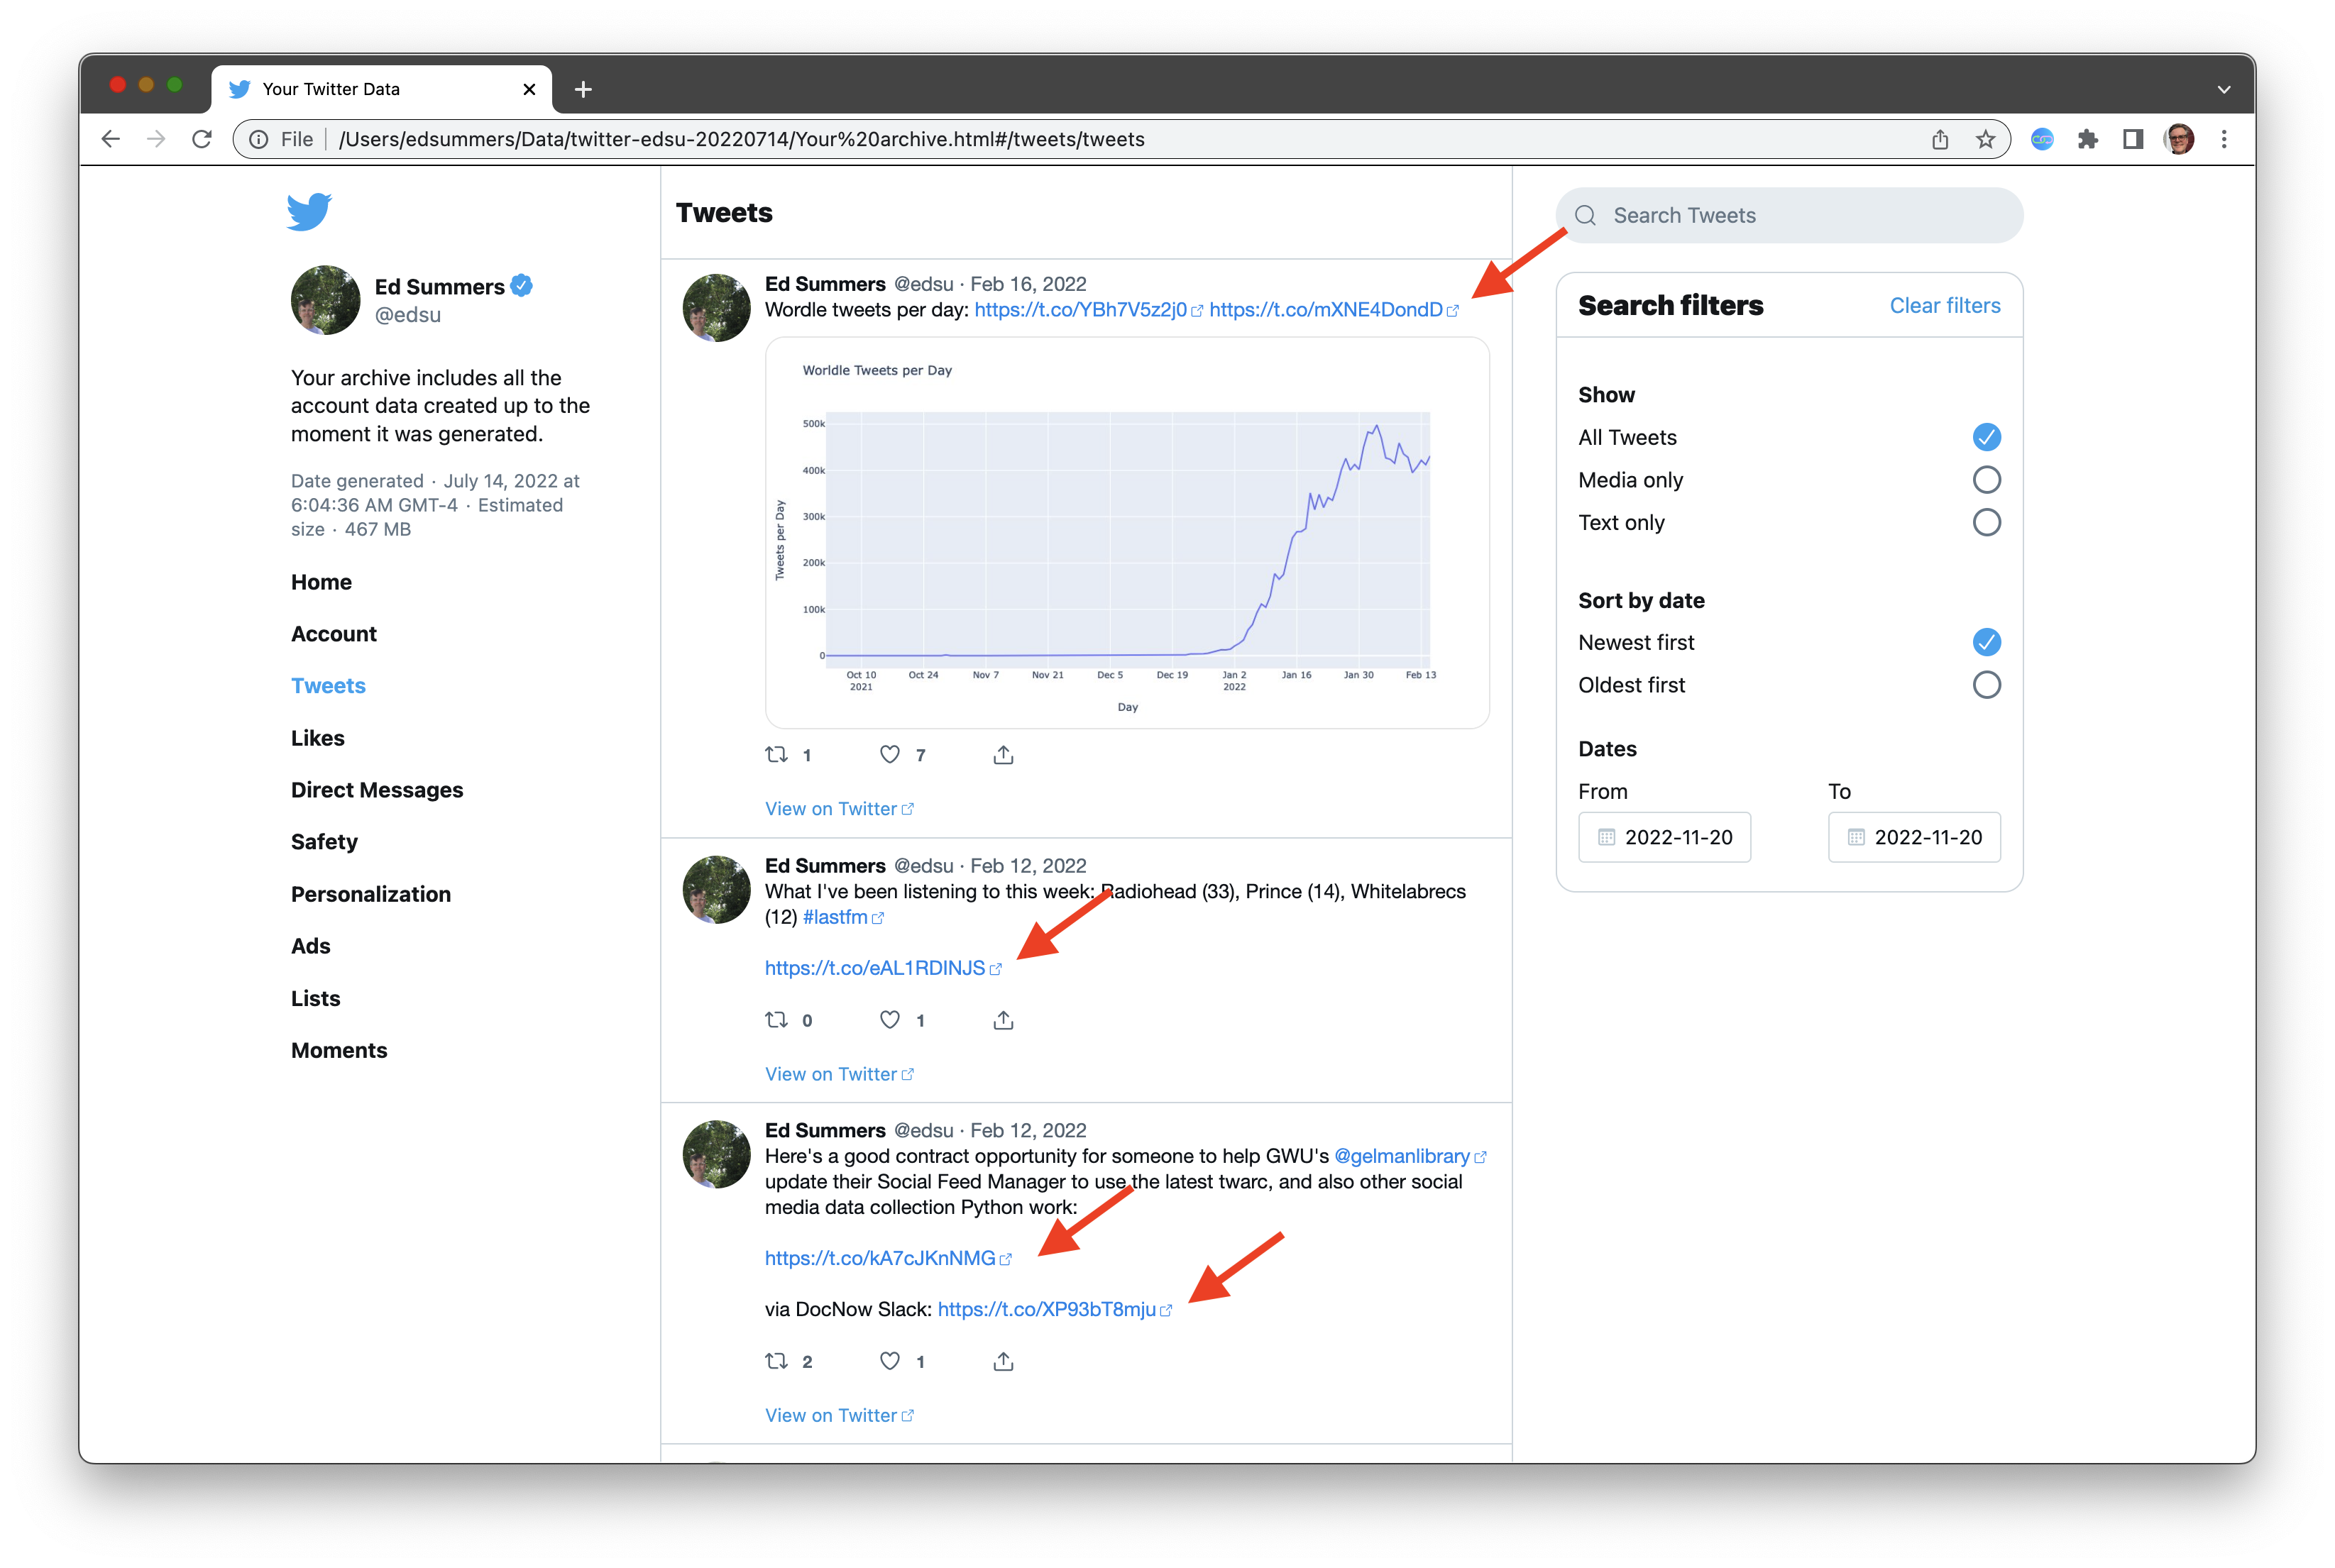 Your Twitter Data
File
/Users/edsummers/Data/twitter-edsu-20220714/Your%20archive.html#/tweets/tweets
Ed Summers
@edsu
Your archive includes all the
account data created up to the
moment it was generated.
Date generated · July 14, 2022 at
6:04:36 AM GMT-4 · Estimated
size · 467 MB
Home
Account
Tweets
Likes
Direct Messages
Safety
Personalization
Ads
Lists
Moments
Tweets
Ed Summers @edsu · Feb 16, 2022
Wordle tweets per day: https://t.co/YBh7V5z2j0 https://t.co/mXNE4DondD
Worldle Tweets per Day
Tweets per Day
500k
400k
300k
200k
100k
0
Oct 10 Oct 24 Nov 7 Nov 21 Dec 5 Dec 19 Jan 2 Jan 16 Jan 30 Feb 13
2021 2022
Day
1 7
View on Twitter
Ed Summers @edsu · Feb 12, 2022
What I've been listening to this week: Radiohead (33), Prince (14), Whitelabrecs
(12) #lastfm
https://t.co/eAL1RDINJS
0 1
View on Twitter
Ed Summers @edsu · Feb 12, 2022
Here's a good contract opportunity for someone to help GWU's @gelmanlibrary
update their Social Feed Manager to use the latest twarc, and also other social
media data collection Python work:
https://t.co/kA7cJKnNMG
via DocNow Slack: https://t.co/XP93bT8mju
2 1
View on Twitter
Search Tweets
Search filters
Clear filters
Show
All Tweets
Media only
Text only
Sort by date
Newest first
Oldest first
Dates
From To
2022-11-20 2022-11-20